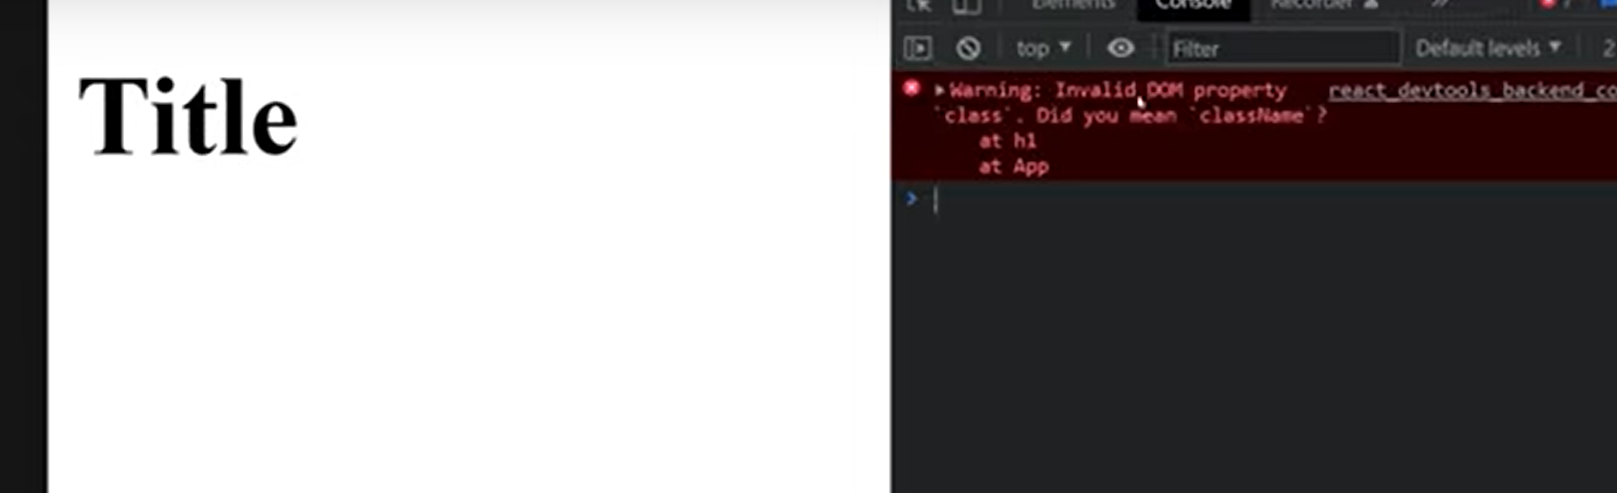 Title
Elements Console Recorder
top Filter Default levels 2
Warning: Invalid DOM property react_devtools_backend_co
`class`. Did you mean `className`?
at h1
at App